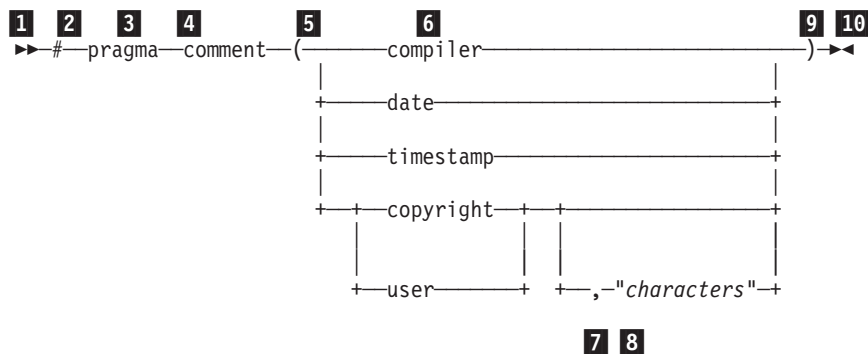 1 2 3 4 5 6 9 10
►►─#──pragma──comment──(──────compiler──────)─►◄
date
timestamp
copyright
user , ─"characters"
7 8